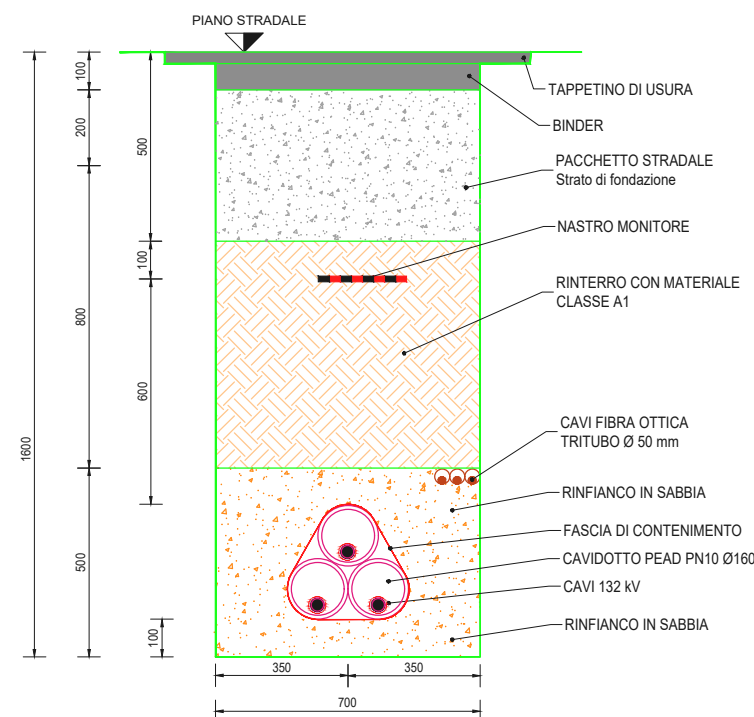 PIANO STRADALE
TAPPETINO DI USURA
BINDER
PACCHETTO STRADALE
Strato di fondazione
NASTRO MONITORE
RINTERRO CON MATERIALE
CLASSE A1
CAVI FIBRA OTTICA
TRITUBO Ø 50 mm
RINFIANCO IN SABBIA
FASCIA DI CONTENIMENTO
CAVIDOTTO PEAD PN10 Ø160
CAVI 132 kV
RINFIANCO IN SABBIA
1600
100
200
800
500
500
100
600
100
350
350
700